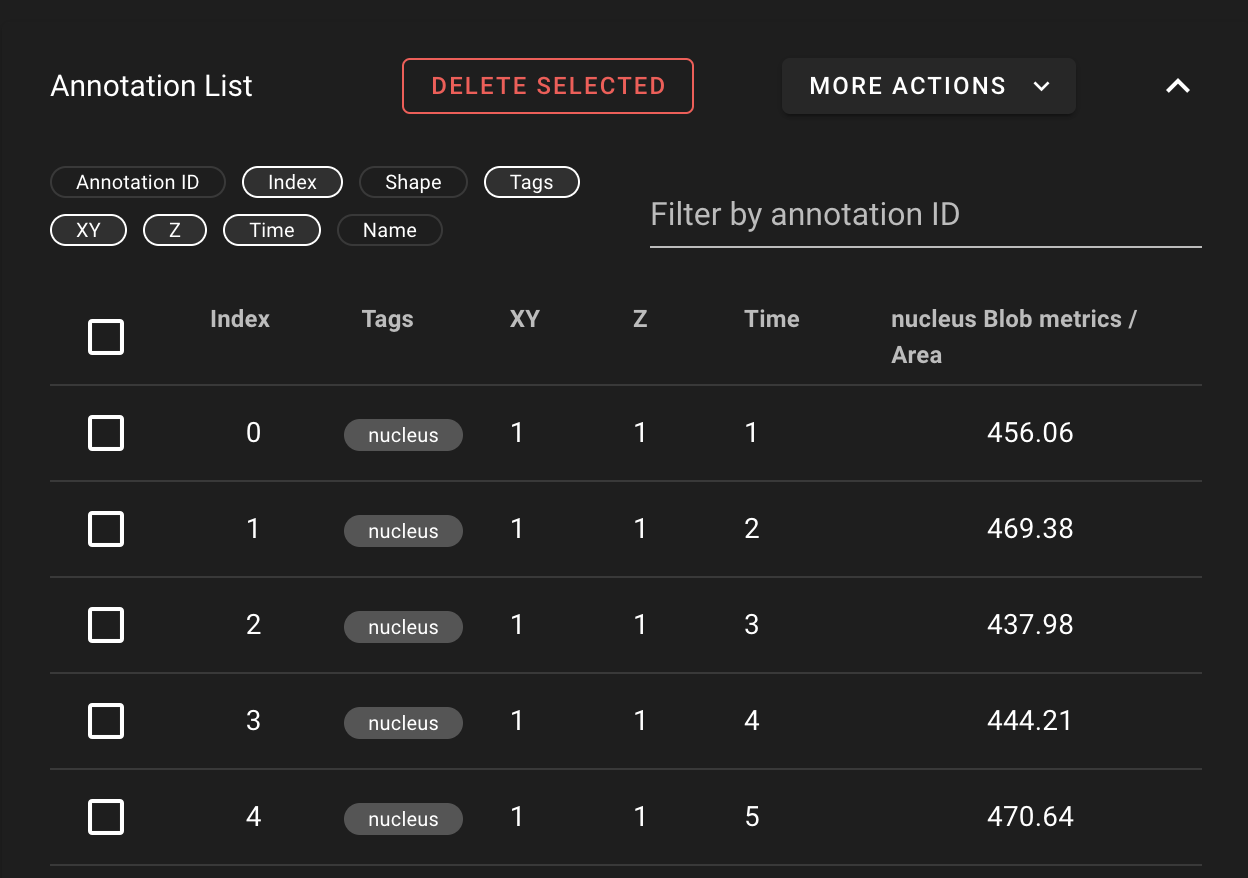 Annotation List DELETE SELECTED MORE ACTIONS
Annotation ID Index Shape Tags
XY Z Time Name
Filter by annotation ID
Index Tags XY Z Time nucleus Blob metrics /
Area
0 nucleus 1 1 1 456.06
1 nucleus 1 1 2 469.38
2 nucleus 1 1 3 437.98
3 nucleus 1 1 4 444.21
4 nucleus 1 1 5 470.64